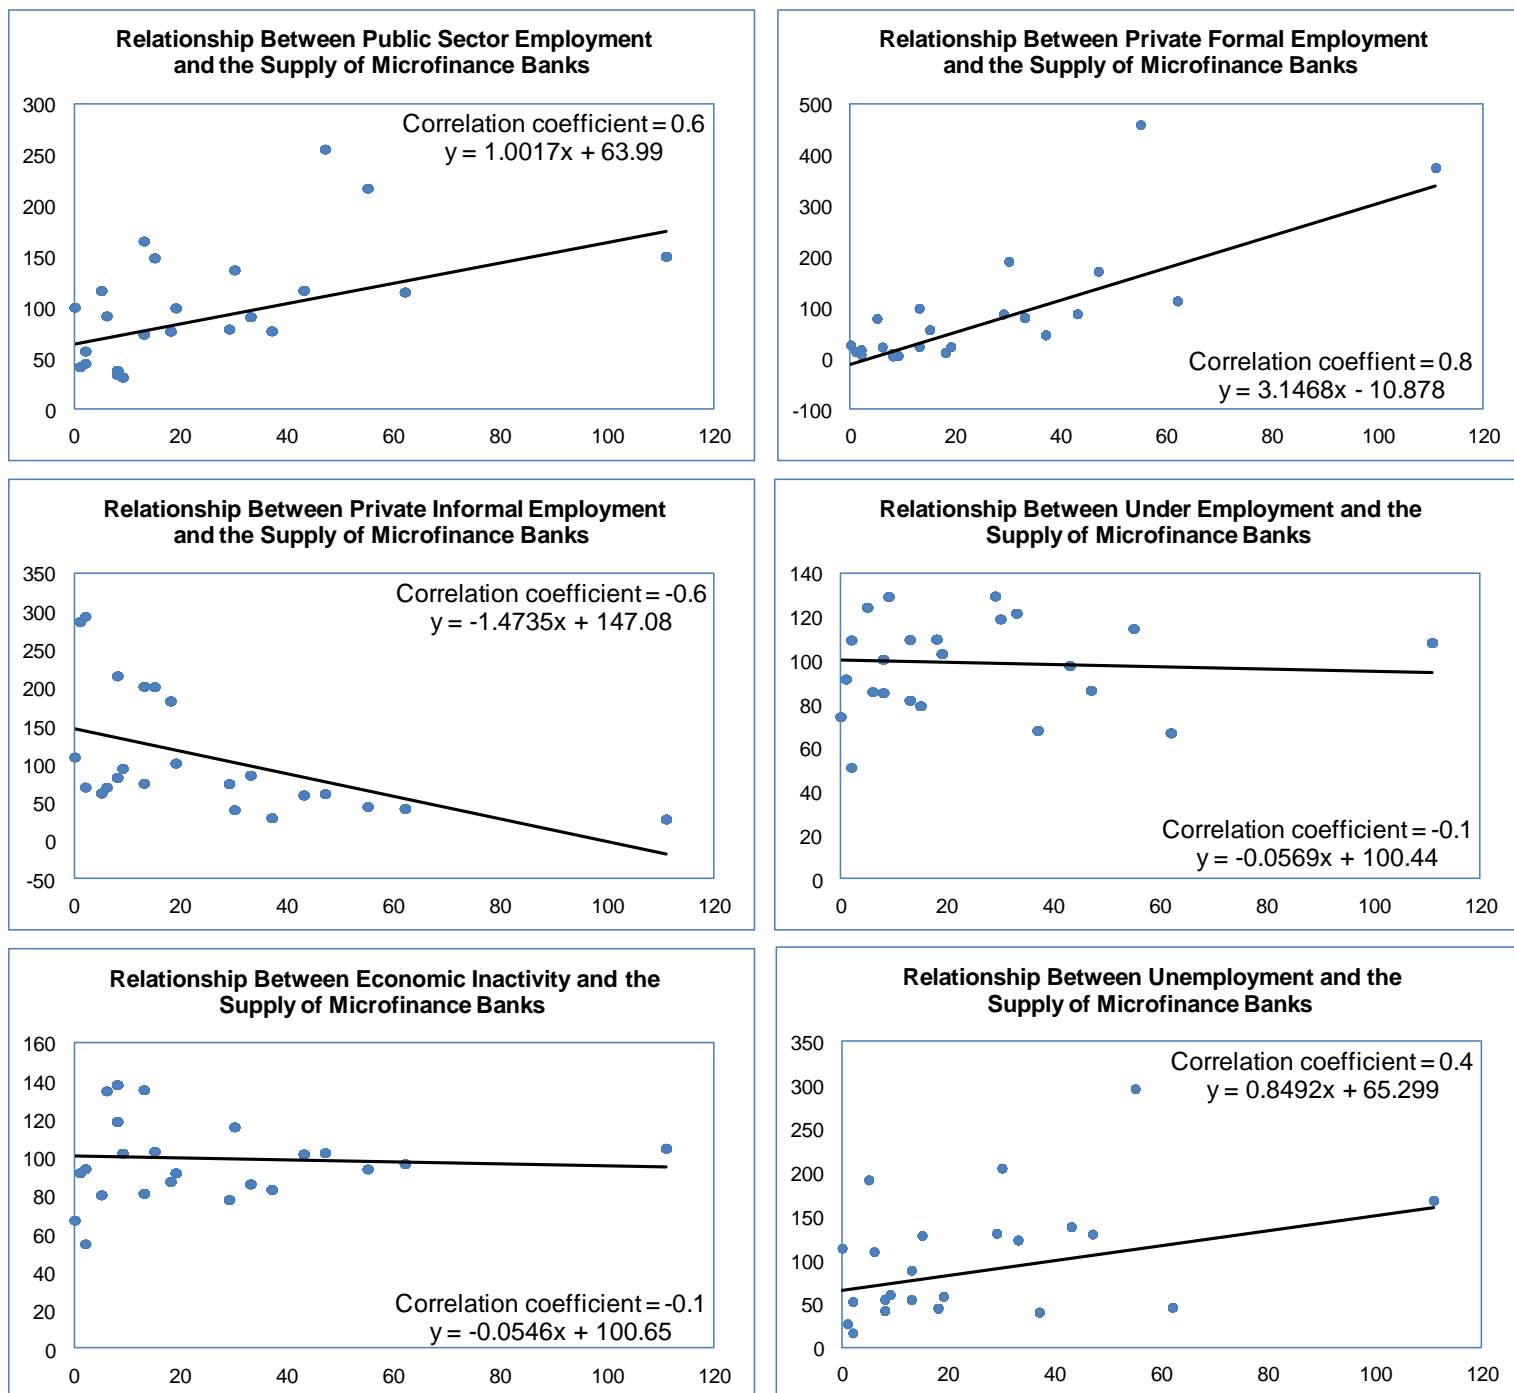 Relationship Between Public Sector Employment
and the Supply of Microfinance Banks
300
250
200
150
100
50
0
Correlation coefficient = 0.6
y = 1.0017x + 63.99
0 20 40 60 80 100 120
Relationship Between Private Formal Employment
and the Supply of Microfinance Banks
500
400
300
200
100
0
-100
Correlation coeffient = 0.8
y = 3.1468x - 10.878
0 20 40 60 80 100 120
Relationship Between Private Informal Employment
and the Supply of Microfinance Banks
350
300
250
200
150
100
50
0
-50
Correlation coefficient = -0.6
y = -1.4735x + 147.08
0 20 40 60 80 100 120
Relationship Between Under Employment and the
Supply of Microfinance Banks
140
120
100
80
60
40
20
0
Correlation coefficient = -0.1
y = -0.0569x + 100.44
0 20 40 60 80 100 120
Relationship Between Economic Inactivity and the
Supply of Microfinance Banks
160
140
120
100
80
60
40
20
0
Correlation coefficient = -0.1
y = -0.0546x + 100.65
0 20 40 60 80 100 120
Relationship Between Unemployment and the
Supply of Microfinance Banks
350
300
250
200
150
100
50
0
Correlation coefficient = 0.4
y = 0.8492x + 65.299
0 20 40 60 80 100 120